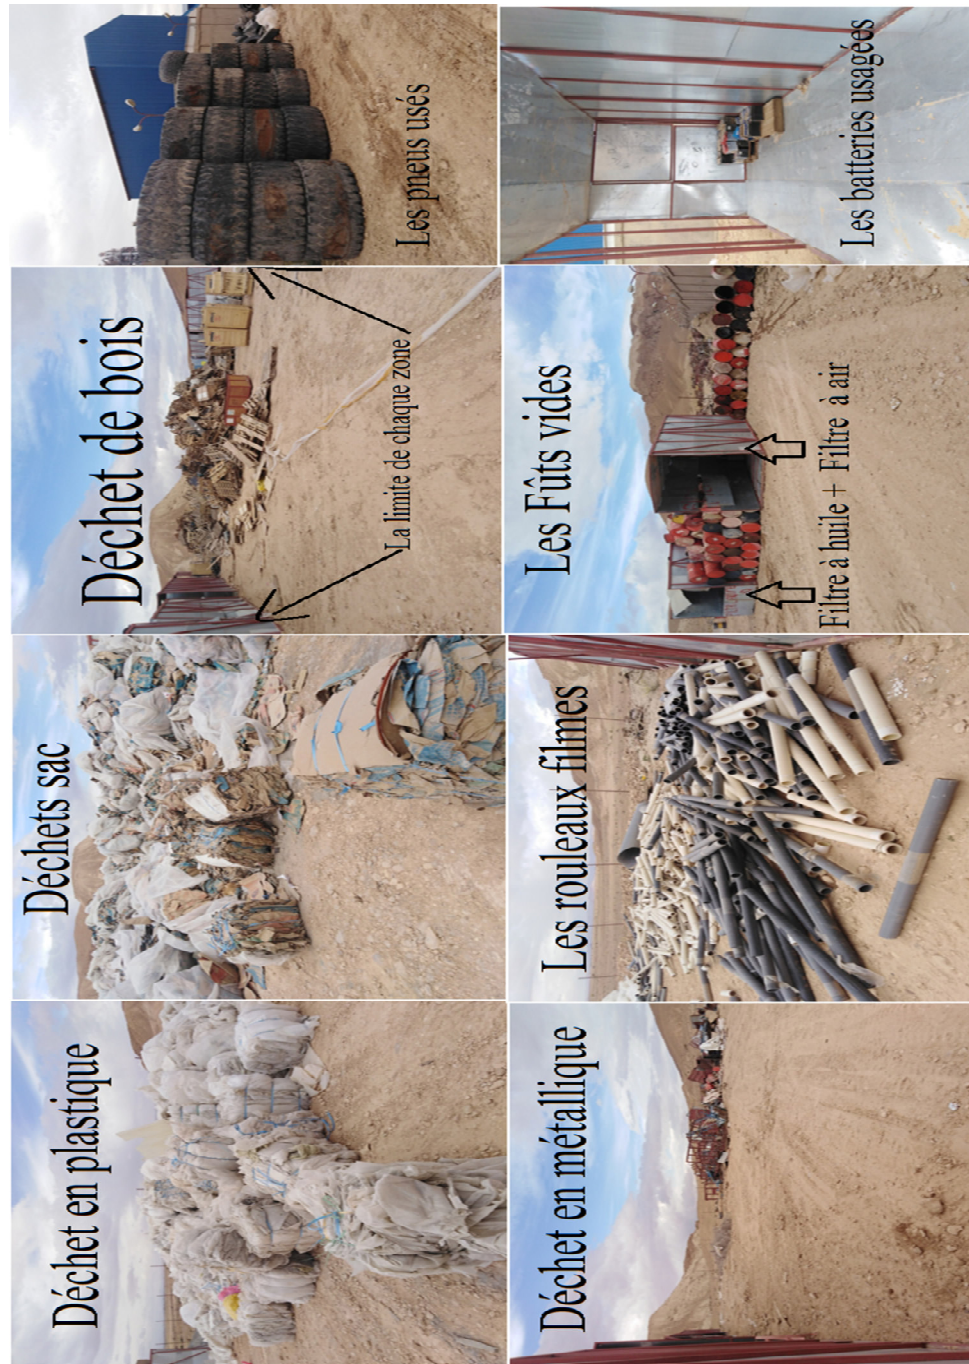 Déchet en plastique
Déchets sac
Déchet de bois
La limite de chaque zone
Les pneus usés
Déchet en métallique
Les rouleaux filmes
Les Fûts vides
Filtre à huile + Filtre à air
Les batteries usagées